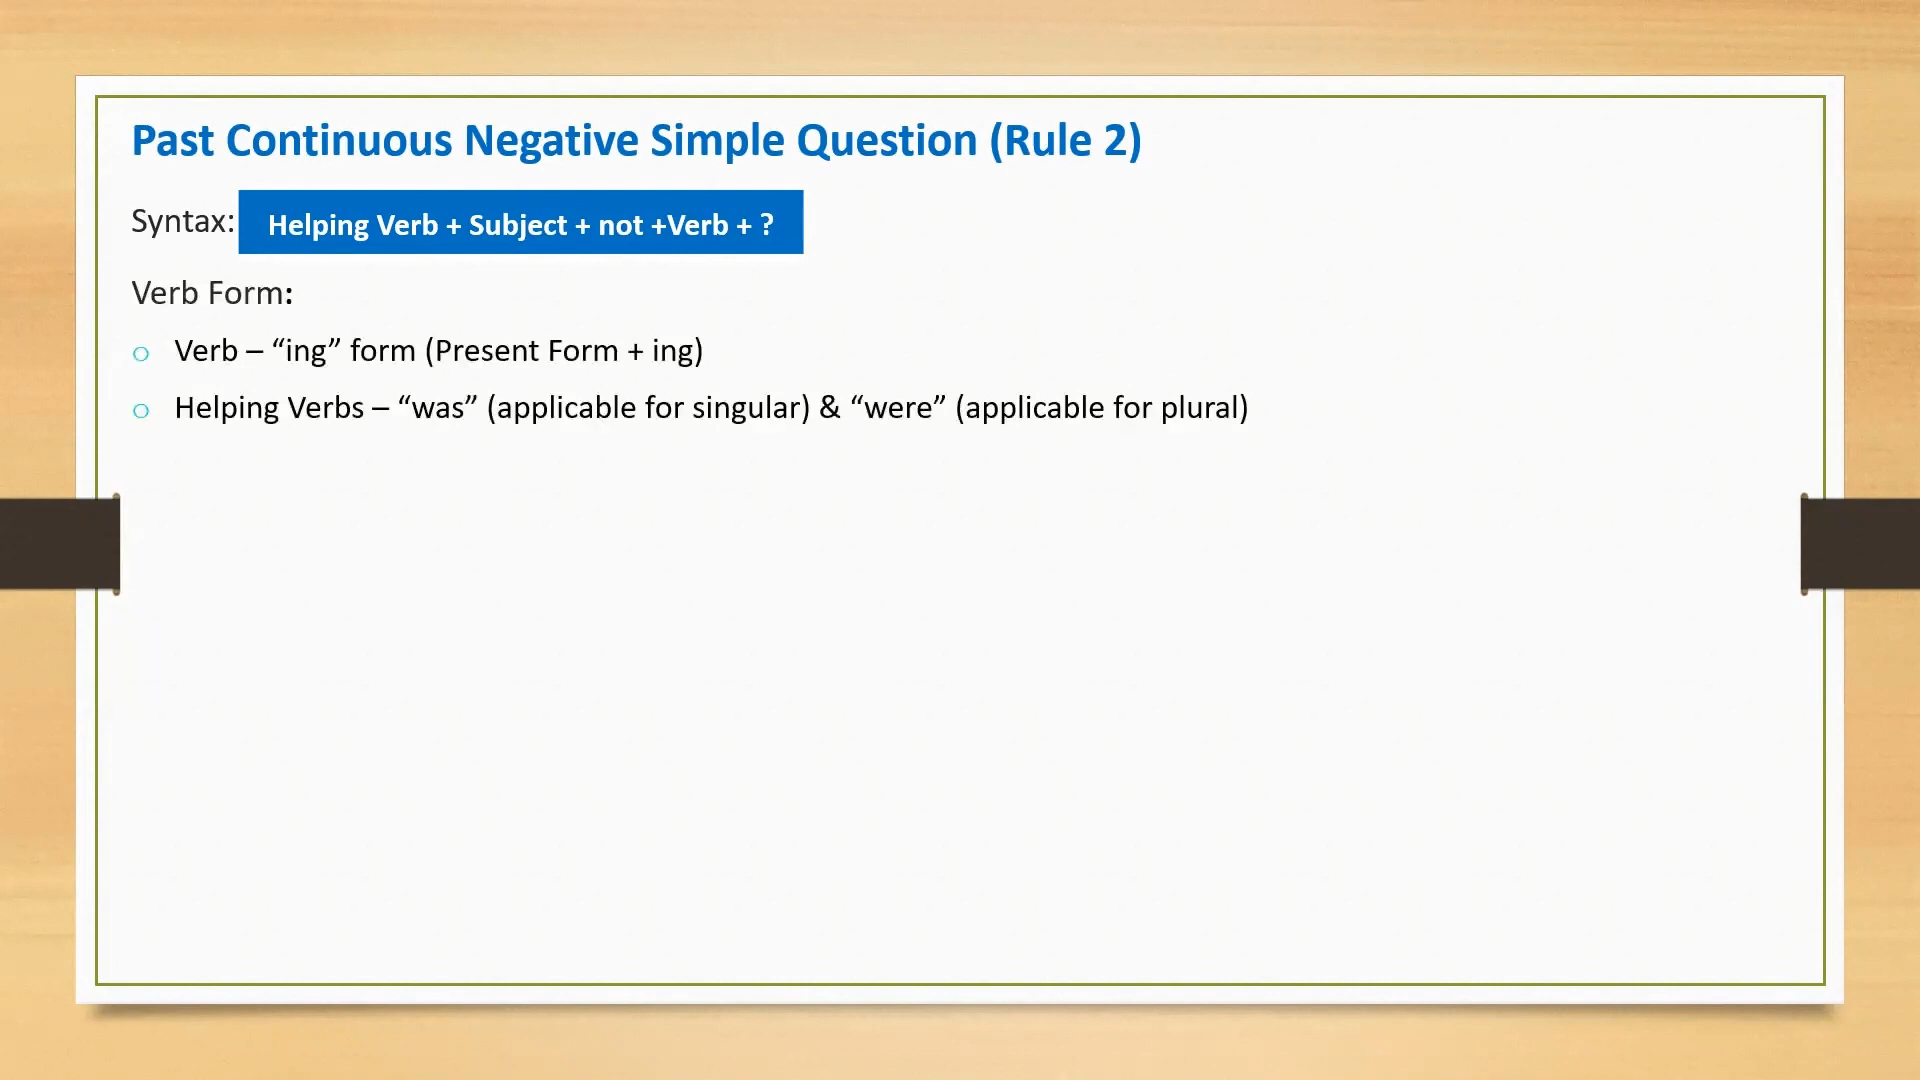 Past Continuous Negative Simple Question (Rule 2)
Syntax: Helping Verb + Subject + not +Verb + ?
Verb Form:
o Verb – “ing” form (Present Form + ing)
o Helping Verbs – “was” (applicable for singular) & “were” (applicable for plural)